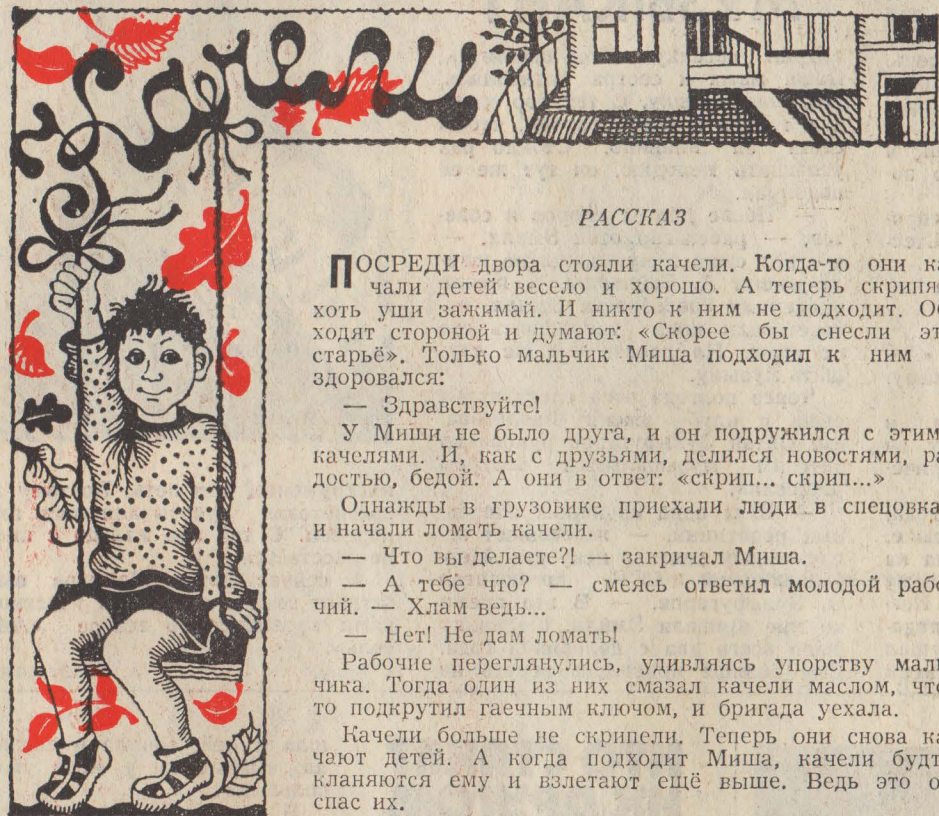 Качели
РАССКАЗ
ПОСРЕДИ двора стояли качели. Когда-то они ка
чали детей весело и хорошо. А теперь скрипя
хоть уши зажимай. И никто к ним не подходит. Об
ходят стороной и думают: «Скорее бы снесли эт
старьё». Только мальчик Миша подходил к ним
здоровался:
— Здравствуйте!
У Миши не было друга, и он подружился с этим
качелями. И, как с друзьями, делился новостями, ра
достью, бедой. А они в ответ: «скрип... скрип...»
Однажды в грузовике приехали люди в спецовка
и начали ломать качели.
— Что вы делаете?! — закричал Миша.
— А тебе что? — смеясь ответил молодой рабо
чий. — Хлам ведь...
— Нет! Не дам ломать!
Рабочие переглянулись, удивляясь упорству маль
чика. Тогда один из них смазал качели маслом, что
то подкрутил гаечным ключом, и бригада уехала.
Качели больше не скрипели. Теперь они снова ка
чают детей. А когда подходит Миша, качели будт
кланяются ему и взлетают ещё выше. Ведь это о
спас их.